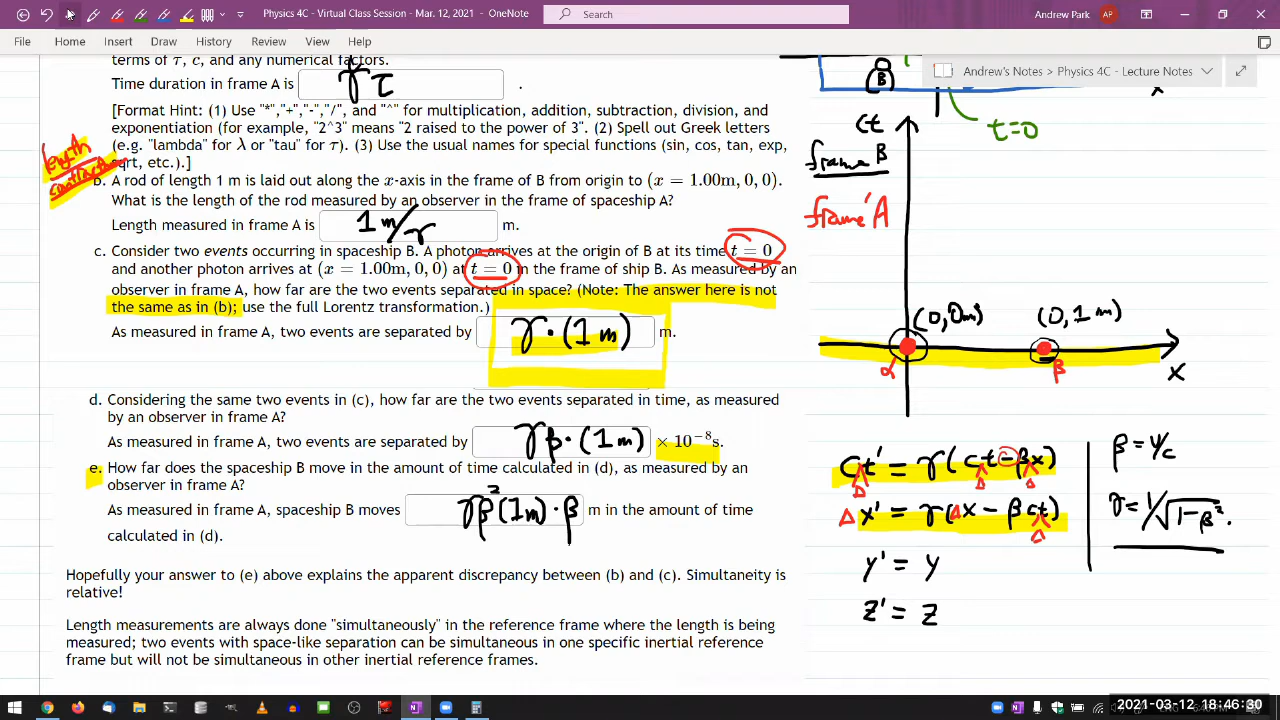 Physics 4C - Virtual Class Session - Mar. 12, 2021 - OneNote
Search
Andrew Park
AP
File Home Insert Draw History Review View Help
Andrew's Notes › Physics 4C - Lecture Notes
terms of τ, c, and any numerical factors.
Time duration in frame A is γτ .
[Format Hint: (1) Use "*","+","-","/", and "^" for multiplication, addition, subtraction, division, and
exponentiation (for example, "2^3" means "2 raised to the power of 3". (2) Spell out Greek letters
(e.g. "lambda" for λ or "tau" for τ). (3) Use the usual names for special functions (sin, cos, tan, exp,
sqrt, etc.).]
length
b. A rod of length 1 m is laid out along the x-axis in the frame of B from origin to (x = 1.00m, 0, 0).
What is the length of the rod measured by an observer in the frame of spaceship A?
Length measured in frame A is 1m/γ m.
c. Consider two events occurring in spaceship B. A photon arrives at the origin of B at its time t = 0
and another photon arrives at (x = 1.00m, 0, 0) at t = 0 in the frame of ship B. As measured by an
observer in frame A, how far are the two events separated in space? (Note: The answer here is not
the same as in (b); use the full Lorentz transformation.)
As measured in frame A, two events are separated by γ·(1m) m.
d. Considering the same two events in (c), how far are the two events separated in time, as measured
by an observer in frame A?
As measured in frame A, two events are separated by γβ·(1m) × 10⁻⁸s.
e. How far does the spaceship B move in the amount of time calculated in (d), as measured by an
observer in frame A?
As measured in frame A, spaceship B moves γβ²(1m)·β m in the amount of time
calculated in (d).
Hopefully your answer to (e) above explains the apparent discrepancy between (b) and (c). Simultaneity is
relative!
Length measurements are always done "simultaneously" in the reference frame where the length is being
measured; two events with space-like separation can be simultaneous in one specific inertial reference
frame but will not be simultaneous in other inertial reference frames.
B
x
t=0
ct
frame B
frame'A
(0,0m) (0,1m)
α β
x
ct' = γ(ct-βx)
Δ Δ Δ
Δx' = γ(Δx - βct)
Δ
y' = y
z' = z
β = u/c
γ = 1/√1-β².
2021-03-12 18:46:30